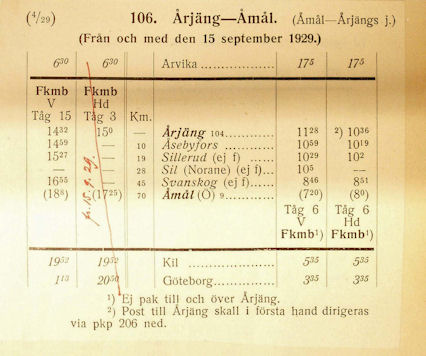 (4/29) 106. Årjäng—Åmål. (Åmål—Årjängs j.)
(Från och med den 15 september 1929.)
6³⁰ 6³⁰ Arvika 17⁵ 17⁵
Fkmb Fkmb
V Hd
Tåg 15 Tåg 3 Km.
14³² 15⁰ — Årjäng 104 11²⁸ ²) 10³⁶
14⁵⁹ 10 Åsebyfors 10⁵⁹ 10¹⁹
15²⁷ 19 Sillerud (ej f) 10²⁹ 10²
— 28 Sil (Norane) (ej f) 10⁵ —
16⁵⁵ 45 Svanskog (ej f) 8⁴⁶ 8⁵¹
(18⁸) (17²⁵) 70 Åmål (Ö) 9 (7²⁰) (8⁰)
Tåg 6 Tåg 6
V Hd
Fkmb¹) Fkmb¹)
19⁵² 19⁵² Kil 5³⁵ 5³⁵
1¹³ 20⁵⁰ Göteborg 3³⁵ 3³⁵
¹) Ej pak till och över Årjäng.
²) Post till Årjäng skall i första hand dirigeras
via pkp 206 ned.